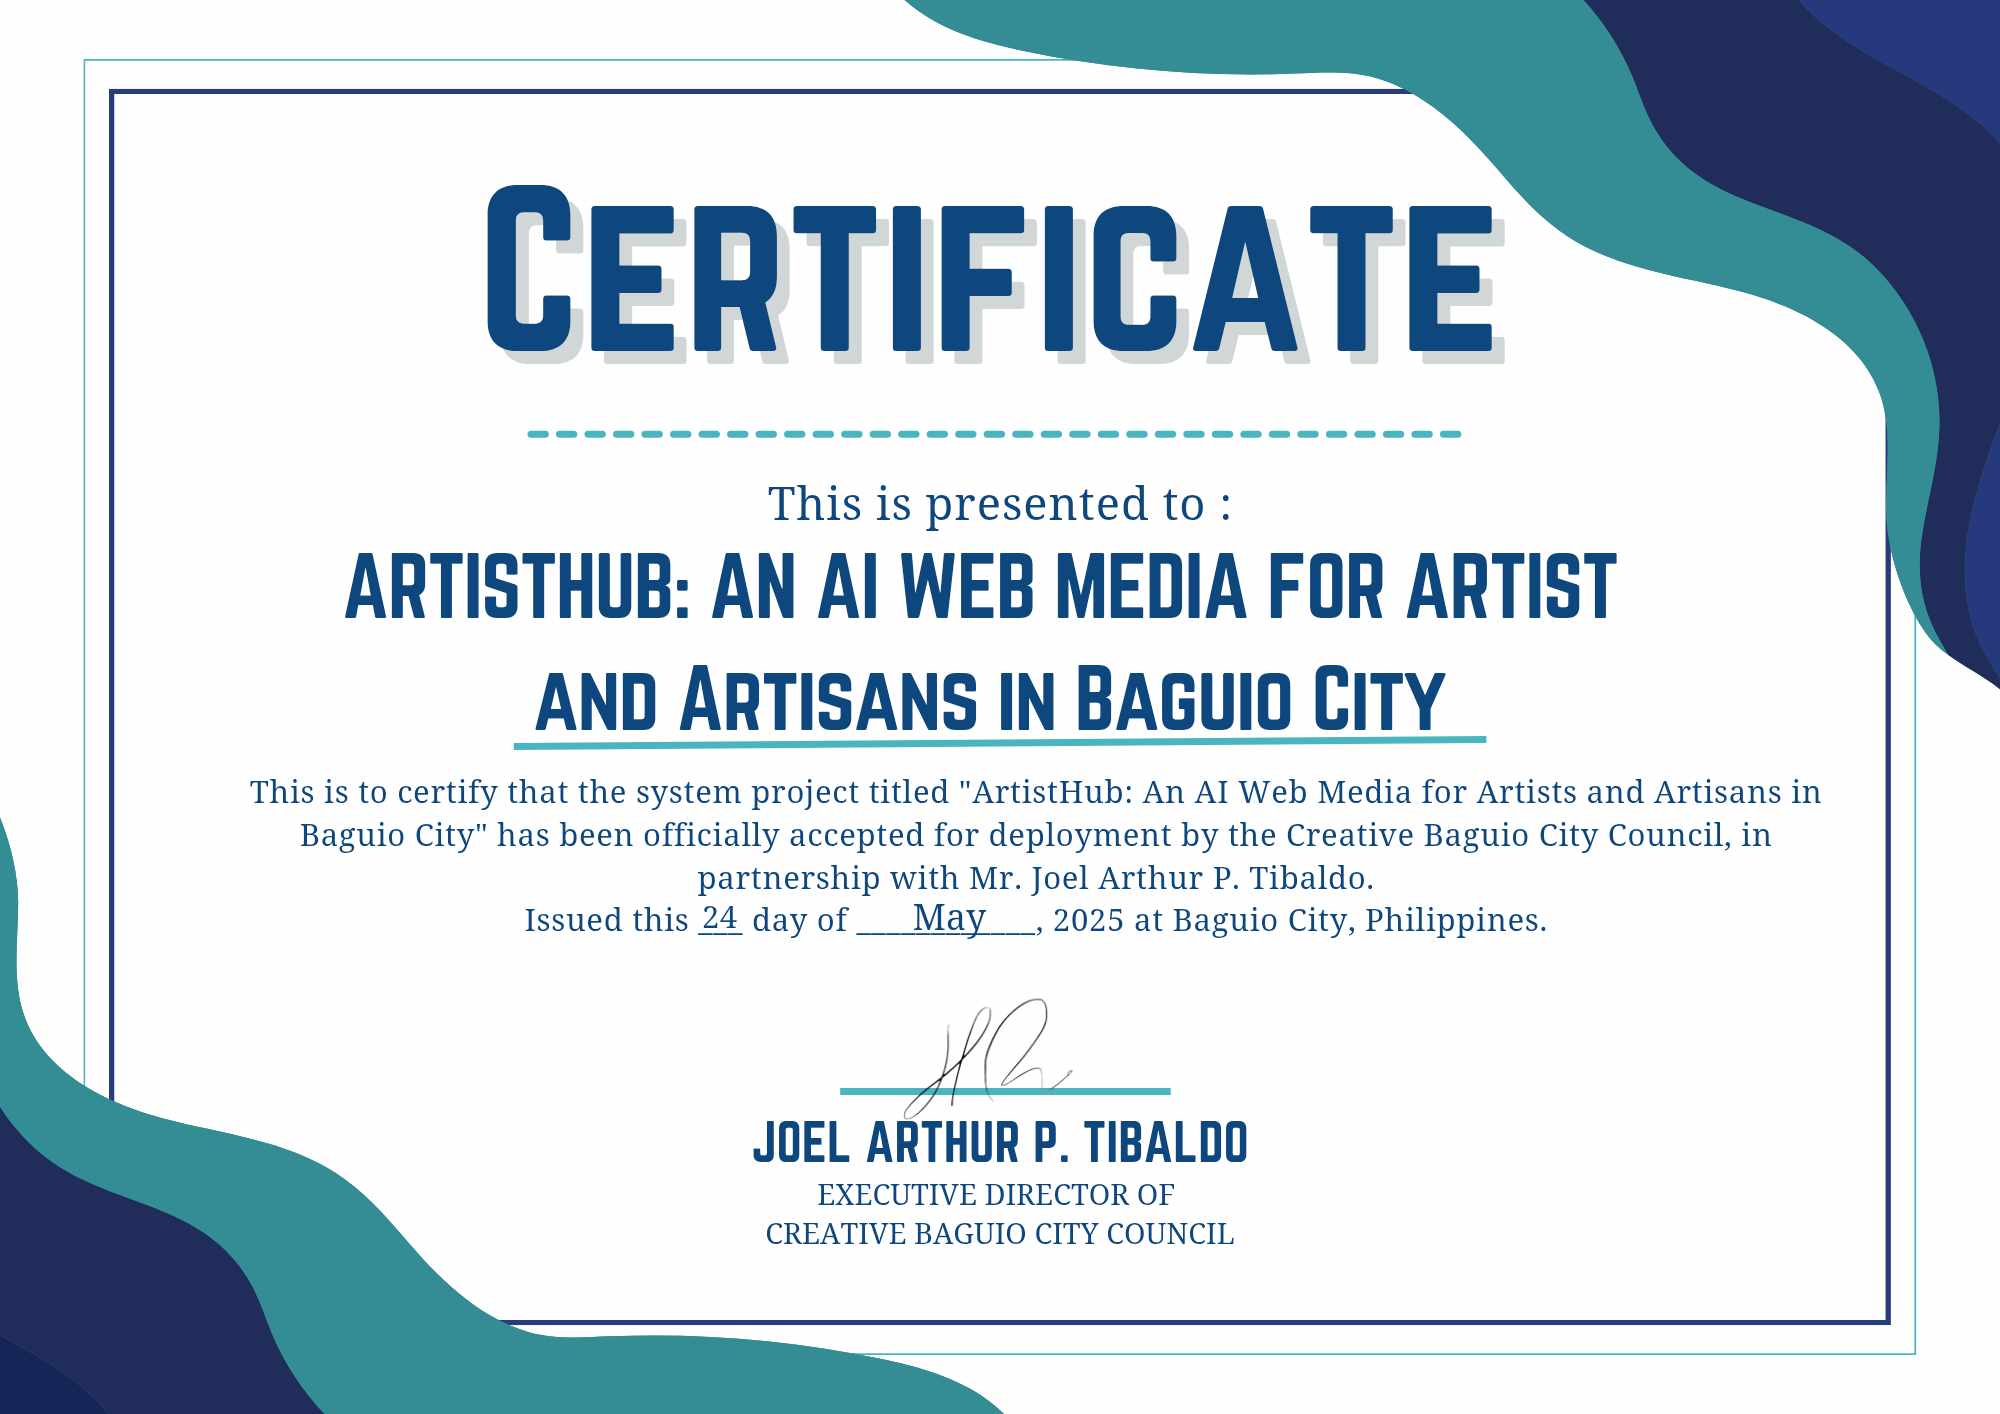 CERTIFICATE
This is presented to :
ARTISTHUB: AN AI WEB MEDIA FOR ARTIST
AND ARTISANS IN BAGUIO CITY
This is to certify that the system project titled "ArtistHub: An AI Web Media for Artists and Artisans in
Baguio City" has been officially accepted for deployment by the Creative Baguio City Council, in
partnership with Mr. Joel Arthur P. Tibaldo.
Issued this 24 day of ____May____, 2025 at Baguio City, Philippines.
JOEL ARTHUR P. TIBALDO
EXECUTIVE DIRECTOR OF
CREATIVE BAGUIO CITY COUNCIL